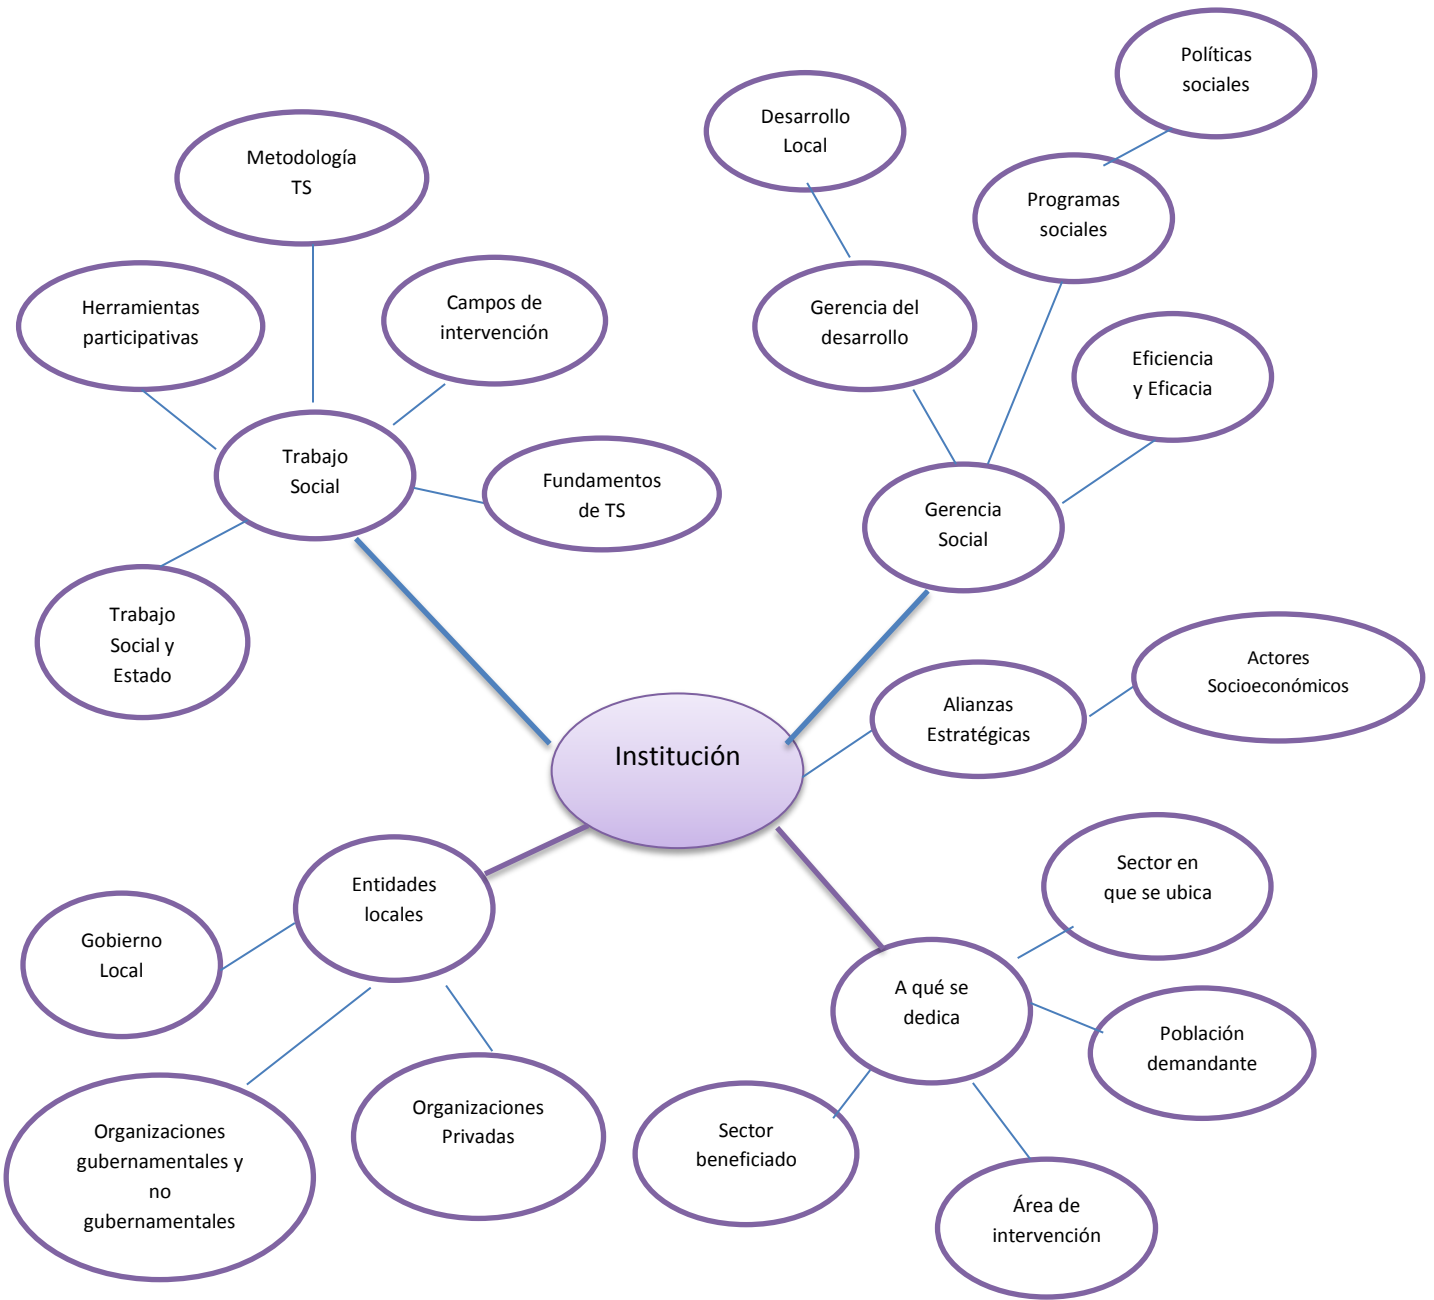 Políticas
sociales
Desarrollo
Local
Metodología
TS
Programas
sociales
Herramientas
participativas
Campos de
intervención
Gerencia del
desarrollo
Eficiencia
y Eficacia
Trabajo
Social
Fundamentos
de TS
Gerencia
Social
Trabajo
Social y
Estado
Actores
Socioeconómicos
Alianzas
Estratégicas
Institución
Sector en
que se ubica
Entidades
locales
Gobierno
Local
A qué se
dedica
Población
demandante
Organizaciones
Privadas
Organizaciones
gubernamentales y
no
gubernamentales
Sector
beneficiado
Área de
intervención